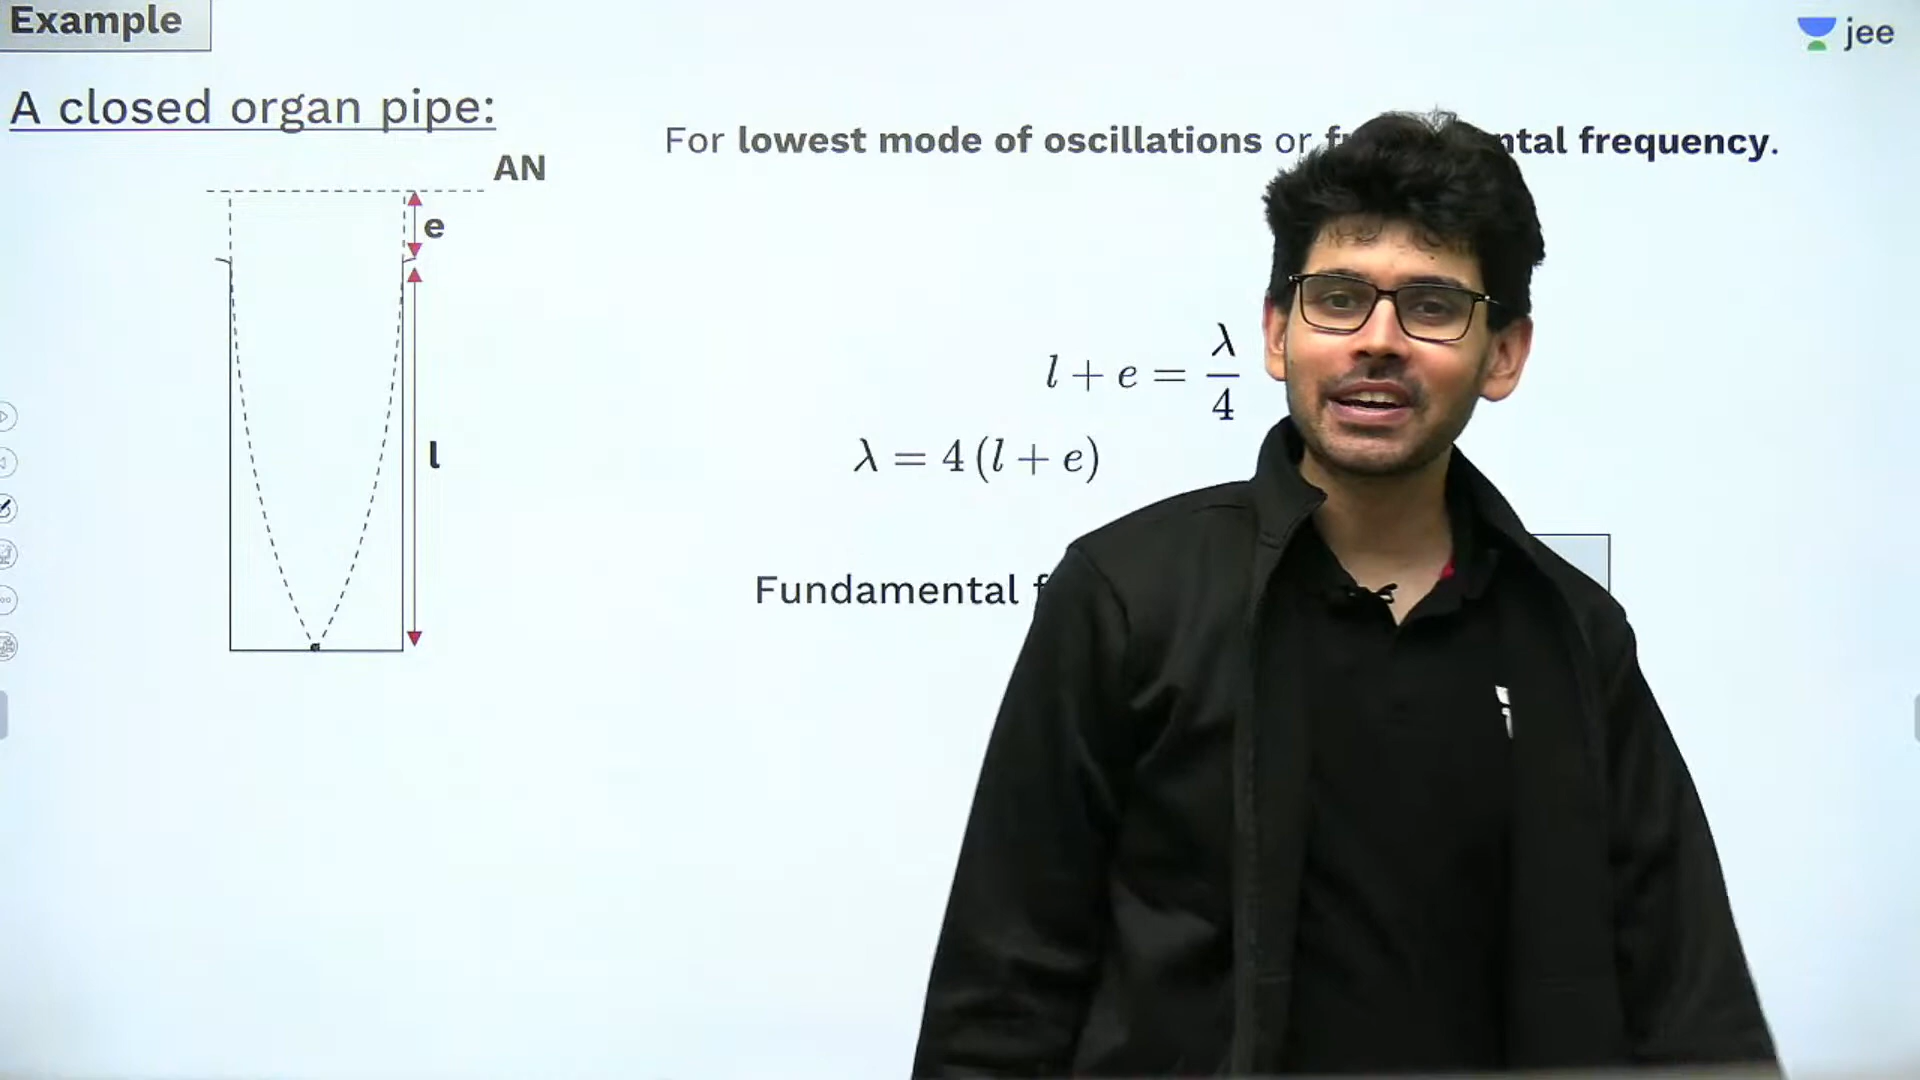 Example
jee
A closed organ pipe:
For lowest mode of oscillations or ntal frequency.
AN
e
l + e = λ/4
l
λ = 4 (l + e)
Fundamental f